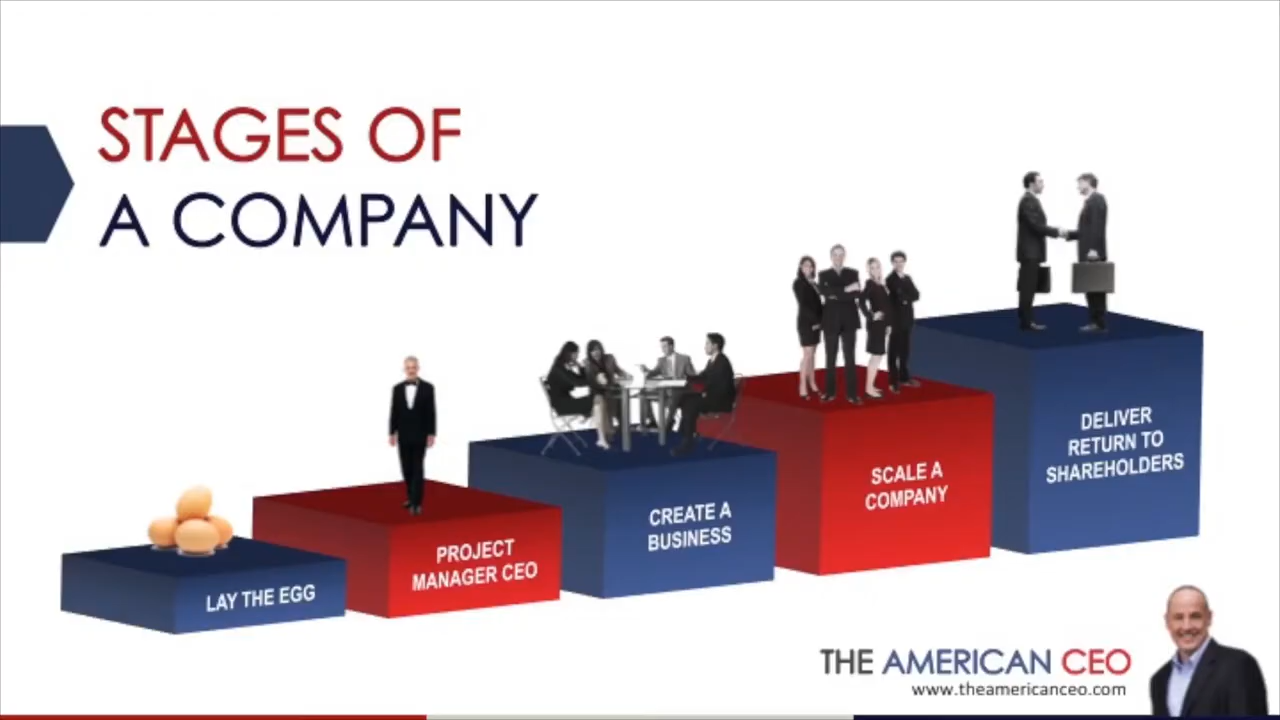 STAGES OF
A COMPANY
LAY THE EGG
PROJECT
MANAGER CEO
CREATE A
BUSINESS
SCALE A
COMPANY
DELIVER
RETURN TO
SHAREHOLDERS
THE AMERICAN CEO
www.theamericanceo.com